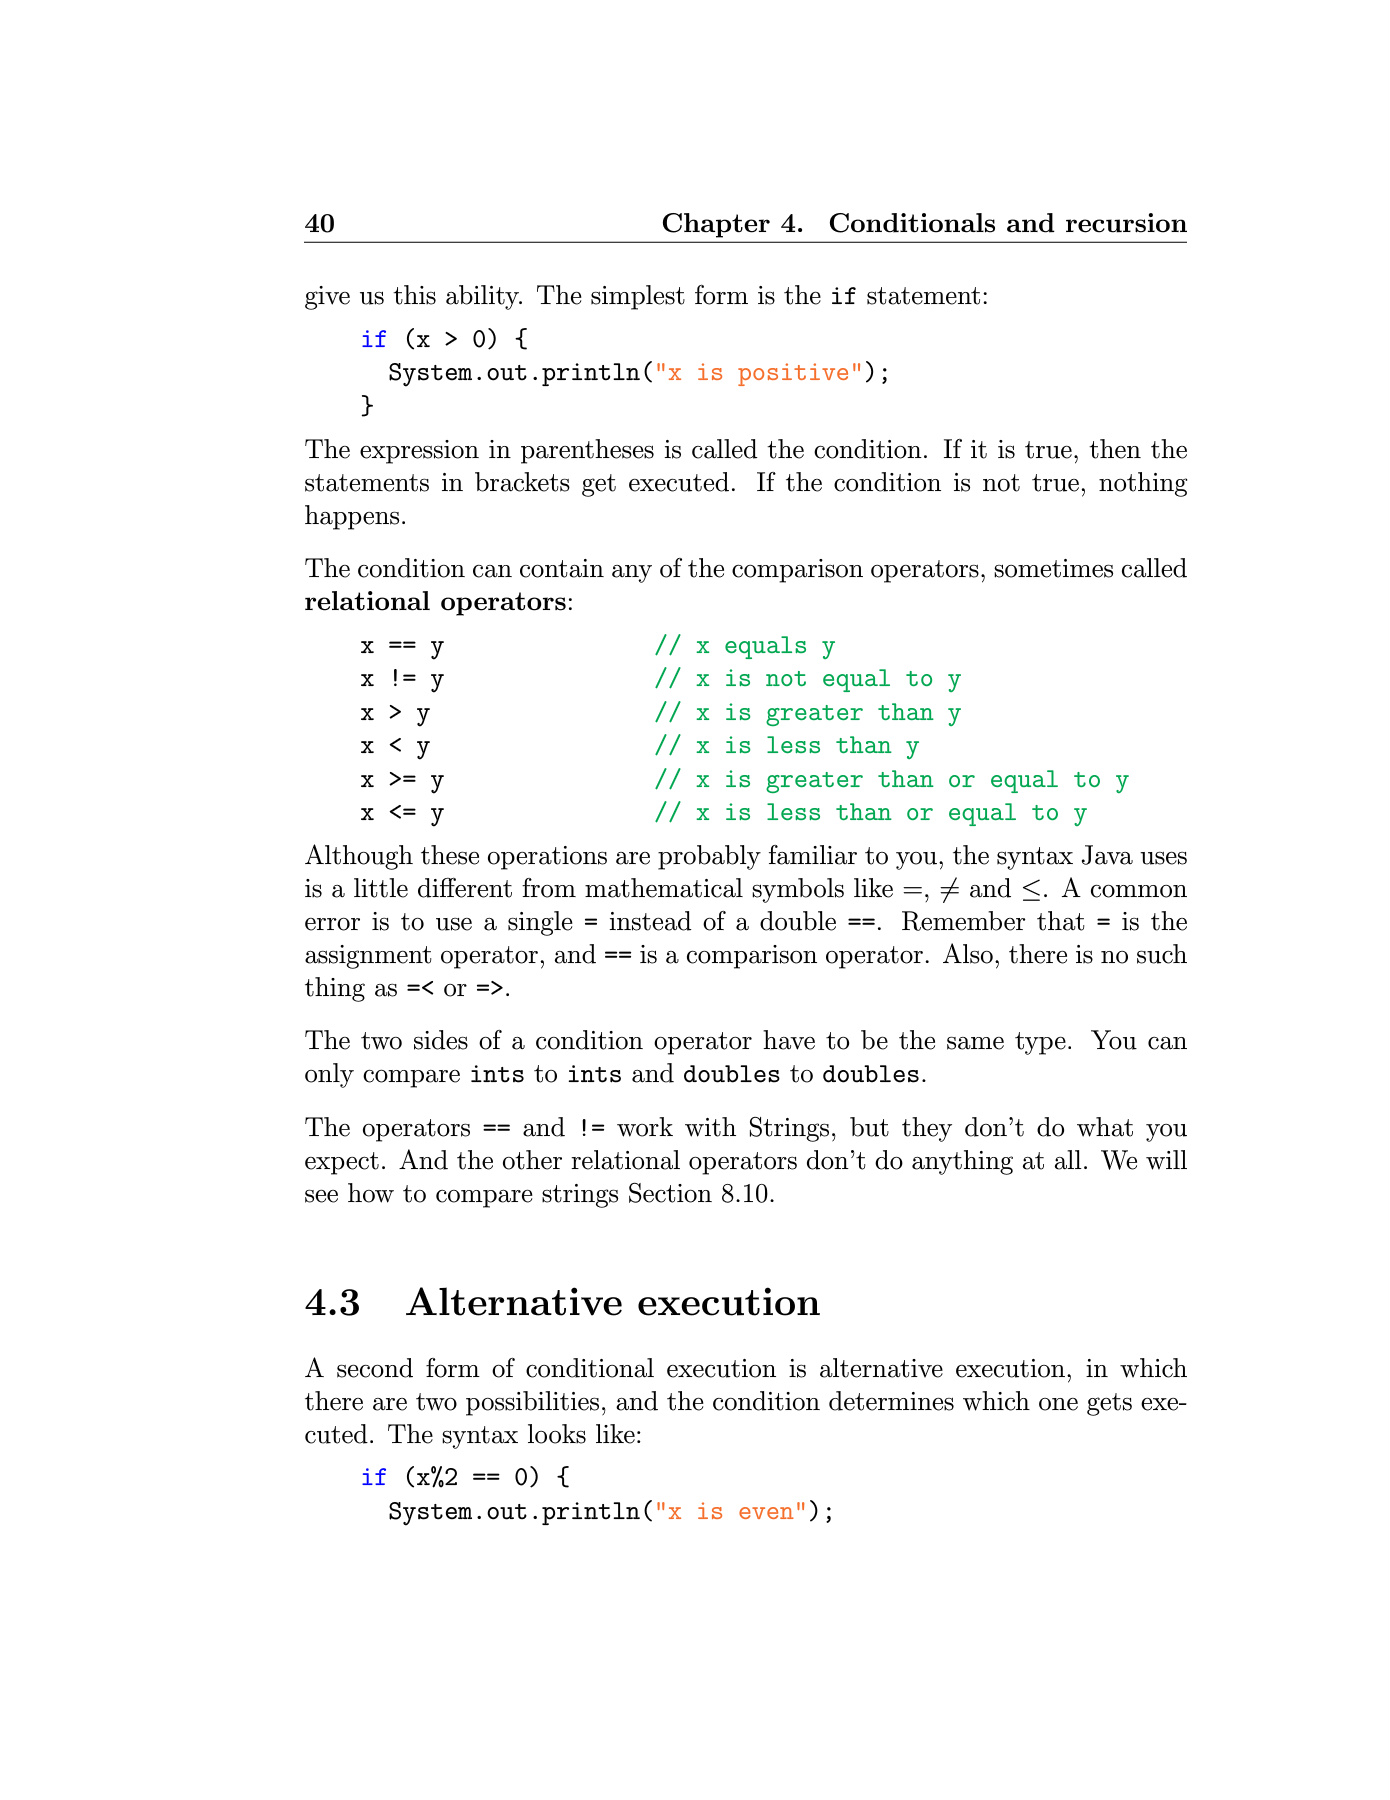 40 Chapter 4. Conditionals and recursion
give us this ability. The simplest form is the if statement:
if (x > 0) {
System.out.println("x is positive");
}
The expression in parentheses is called the condition. If it is true, then the
statements in brackets get executed. If the condition is not true, nothing
happens.
The condition can contain any of the comparison operators, sometimes called
relational operators:
x == y // x equals y
x != y // x is not equal to y
x > y // x is greater than y
x < y // x is less than y
x >= y // x is greater than or equal to y
x <= y // x is less than or equal to y
Although these operations are probably familiar to you, the syntax Java uses
is a little different from mathematical symbols like =, ≠ and ≤. A common
error is to use a single = instead of a double ==. Remember that = is the
assignment operator, and == is a comparison operator. Also, there is no such
thing as =< or =>.
The two sides of a condition operator have to be the same type. You can
only compare ints to ints and doubles to doubles.
The operators == and != work with Strings, but they don't do what you
expect. And the other relational operators don't do anything at all. We will
see how to compare strings Section 8.10.
4.3 Alternative execution
A second form of conditional execution is alternative execution, in which
there are two possibilities, and the condition determines which one gets exe-
cuted. The syntax looks like:
if (x%2 == 0) {
System.out.println("x is even");